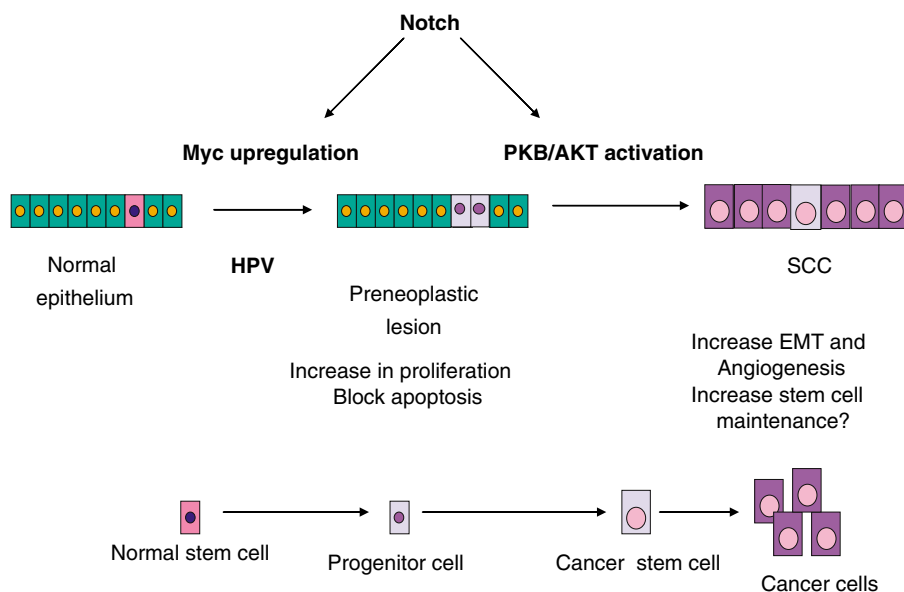 Notch
Myc upregulation
PKB/AKT activation
HPV
Normal
epithelium
Preneoplastic
lesion
Increase in proliferation
Block apoptosis
SCC
Increase EMT and
Angiogenesis
Increase stem cell
maintenance?
Normal stem cell
Progenitor cell
Cancer stem cell
Cancer cells